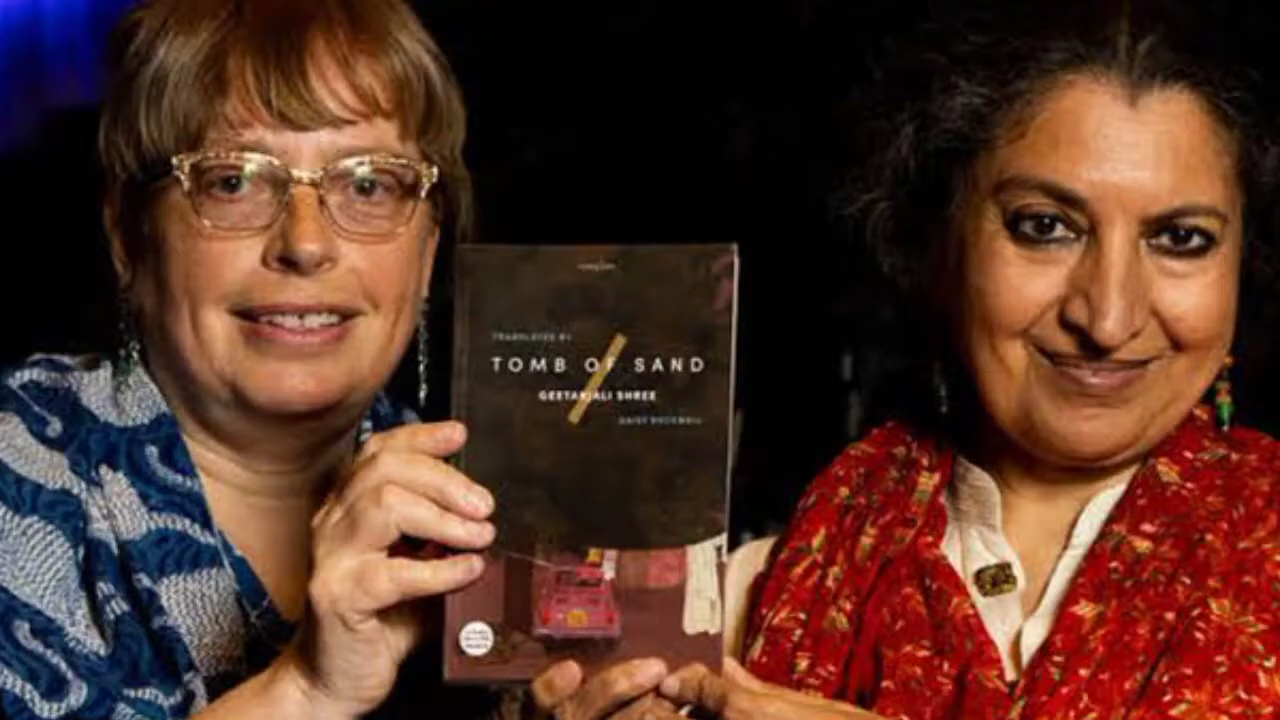 TRANSLATED BY
TOMB OF SAND
GEETANJALI SHREE
DAISY ROCKWELL